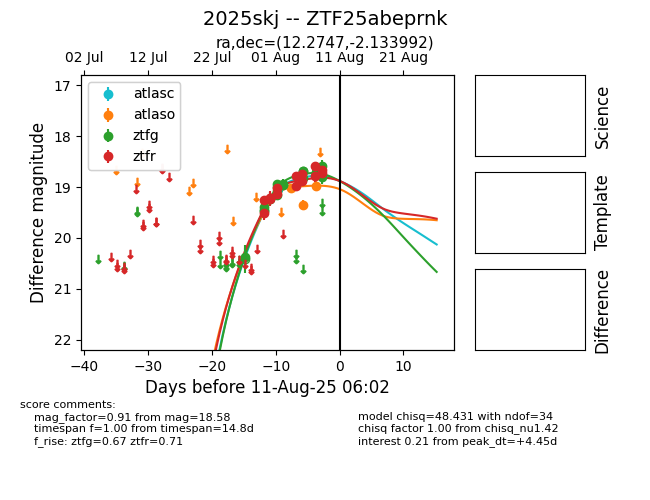 2025skj -- ZTF25abeprnk
ra,dec=(12.2747,-2.133992)
02 Jul 12 Jul 22 Jul 01 Aug 11 Aug 21 Aug
17
18
19
20
21
22
Difference magnitude
atlasc
atlaso
ztfg
ztfr
−40 −30 −20 −10 0 10
Days before 11-Aug-25 06:02
Science
Template
Difference
score comments:
mag_factor=0.91 from mag=18.58
timespan f=1.00 from timespan=14.8d
f_rise: ztfg=0.67 ztfr=0.71
model chisq=48.431 with ndof=34
chisq factor 1.00 from chisq_nu1.42
interest 0.21 from peak_dt=+4.45d